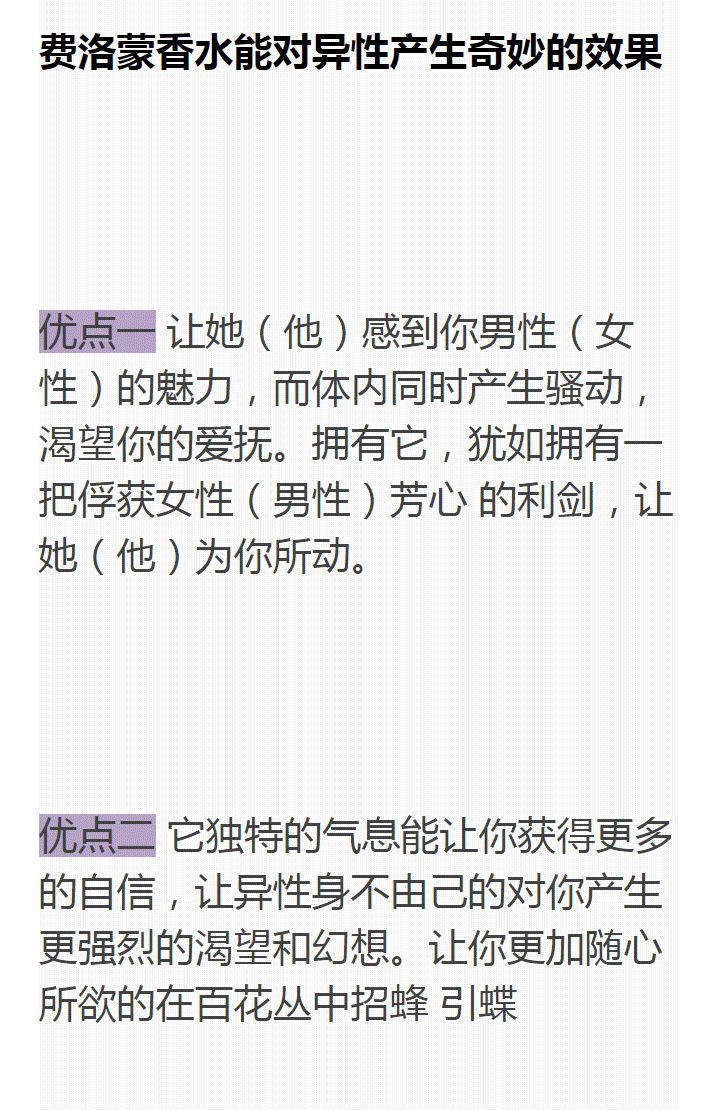 费洛蒙香水能对异性产生奇妙的效果
优点一 让她（他）感到你男性（女
性）的魅力，而体内同时产生骚动，
渴望你的爱抚。拥有它，犹如拥有一
把俘获女性（男性）芳心 的利剑，让
她（他）为你所动。
优点二 它独特的气息能让你获得更多
的自信，让异性身不由己的对你产生
更强烈的渴望和幻想。让你更加随心
所欲的在百花丛中招蜂 引蝶